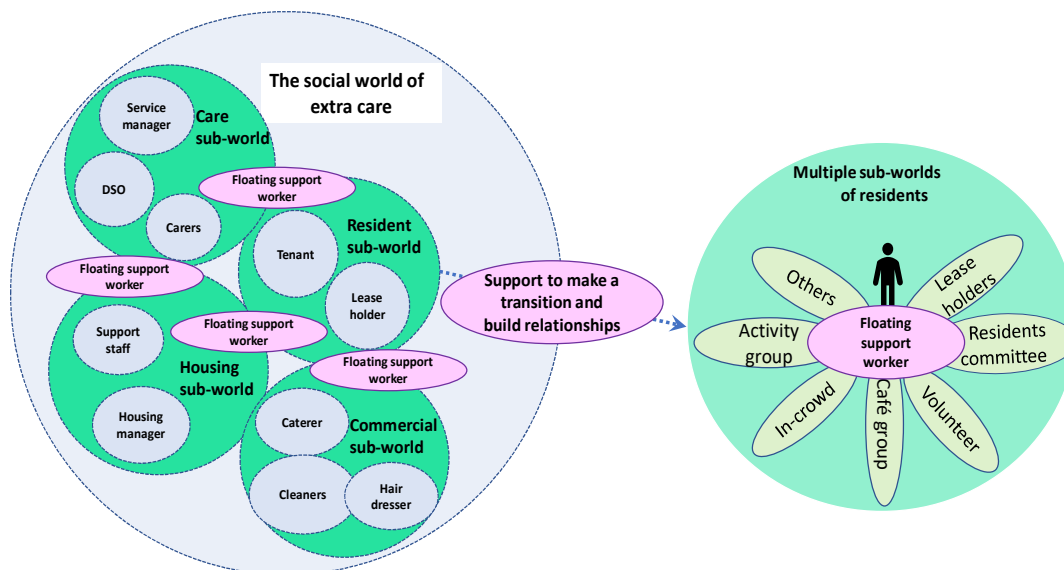 The social world of
extra care
Service
manager
Care
sub-world
DSO
Carers
Floating support
worker
Resident
sub-world
Tenant
Lease
holder
Floating support
worker
Support
staff
Floating support
worker
Housing
sub-world
Housing
manager
Floating support
worker
Caterer
Commercial
sub-world
Cleaners
Hair
dresser
Support to make a
transition and
build relationships
Multiple sub-worlds
of residents
Others
Lease
holders
Activity
group
Floating
support
worker
Residents
committee
In-crowd
Café group
Volunteer